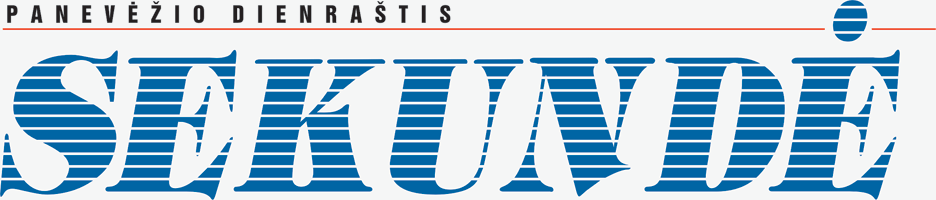 PANEVĖŽIO DIENRAŠTIS
SEKUNDĖ